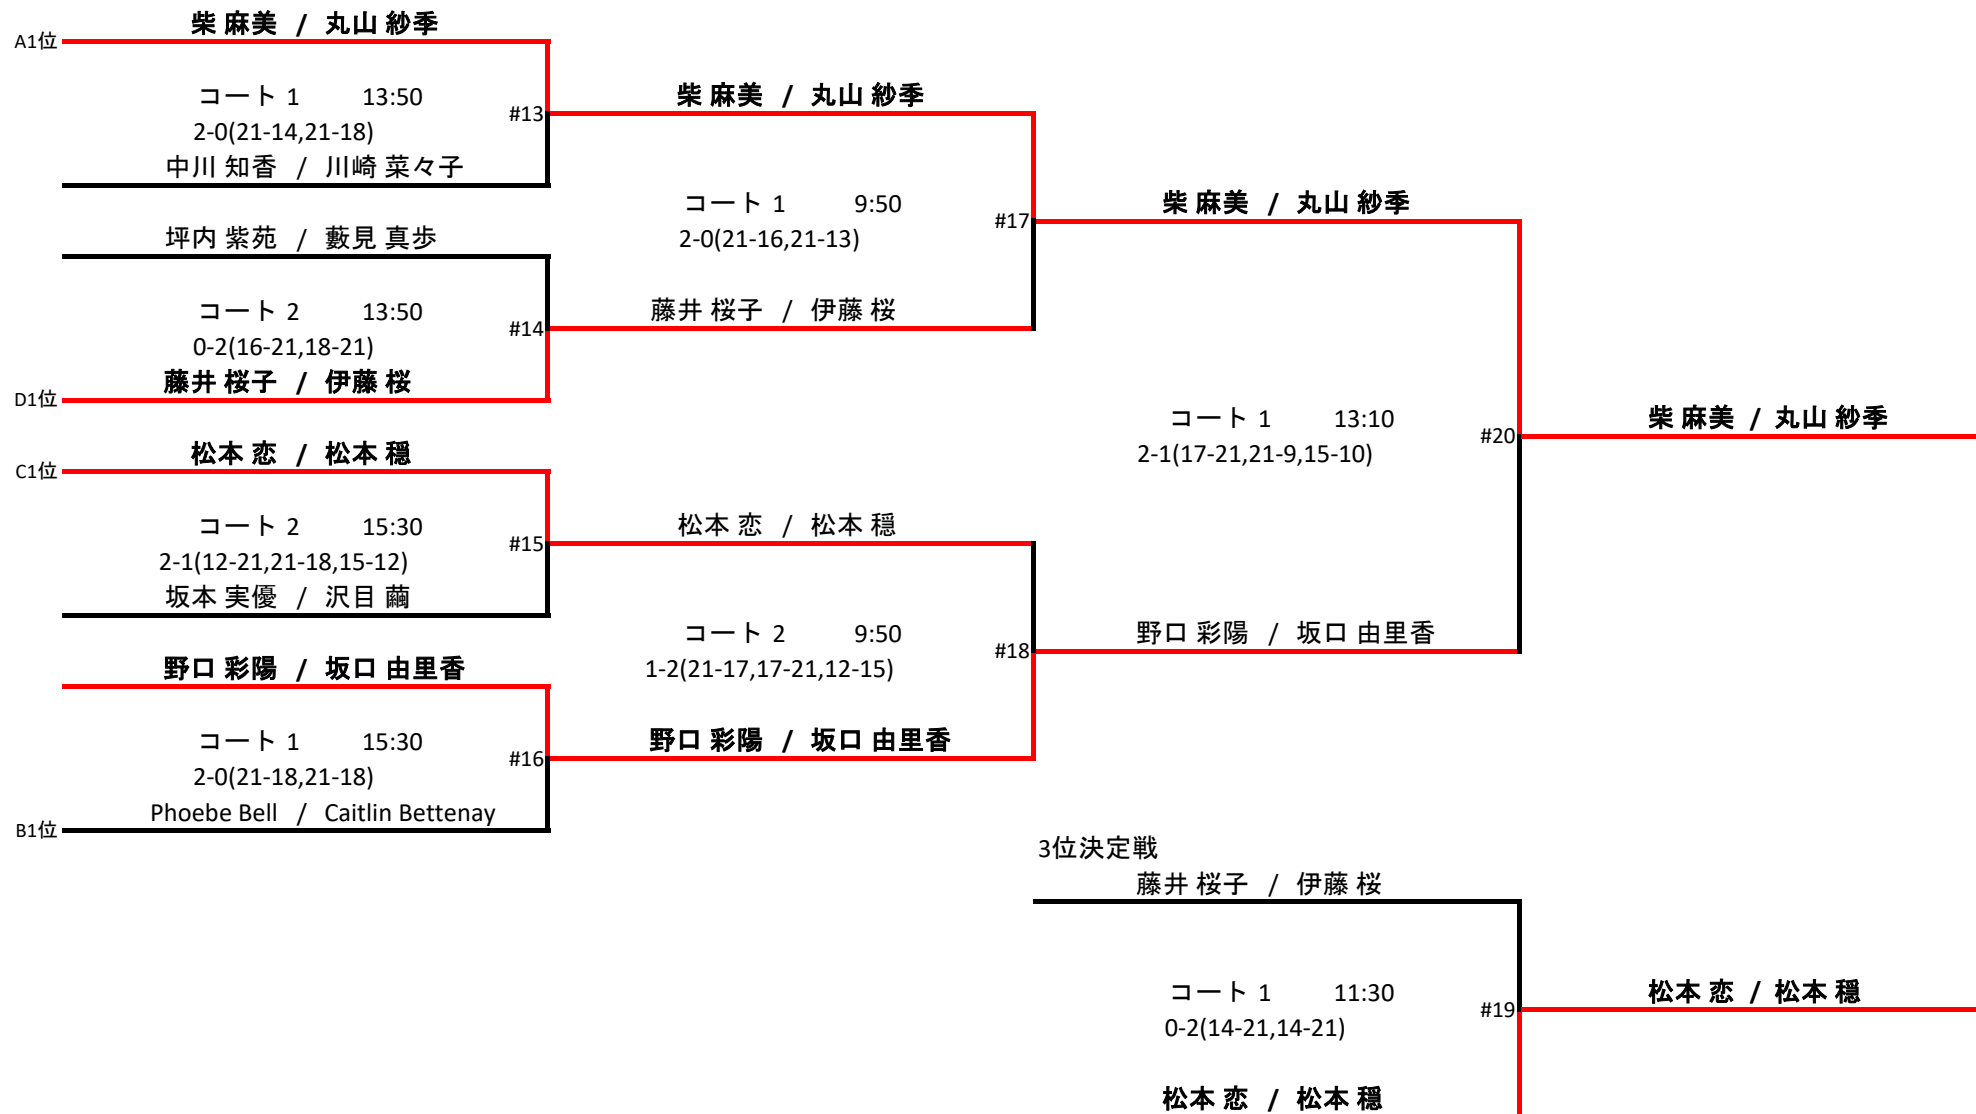 柴 麻美 / 丸山 紗季
A1位
コート 1 13:50
2-0(21-14,21-18)
#13
中川 知香 / 川崎 菜々子
坪内 紫苑 / 藪見 真歩
コート 2 13:50
0-2(16-21,18-21)
#14
藤井 桜子 / 伊藤 桜
D1位
松本 恋 / 松本 穏
C1位
コート 2 15:30
2-1(12-21,21-18,15-12)
#15
坂本 実優 / 沢目 繭
野口 彩陽 / 坂口 由里香
コート 1 15:30
2-0(21-18,21-18)
#16
Phoebe Bell / Caitlin Bettenay
B1位
柴 麻美 / 丸山 紗季
コート 1 9:50
2-0(21-16,21-13)
#17
藤井 桜子 / 伊藤 桜
松本 恋 / 松本 穏
コート 2 9:50
1-2(21-17,17-21,12-15)
#18
野口 彩陽 / 坂口 由里香
柴 麻美 / 丸山 紗季
コート 1 13:10
2-1(17-21,21-9,15-10)
#20
野口 彩陽 / 坂口 由里香
柴 麻美 / 丸山 紗季
3位決定戦
藤井 桜子 / 伊藤 桜
コート 1 11:30
0-2(14-21,14-21)
#19
松本 恋 / 松本 穏
松本 恋 / 松本 穏